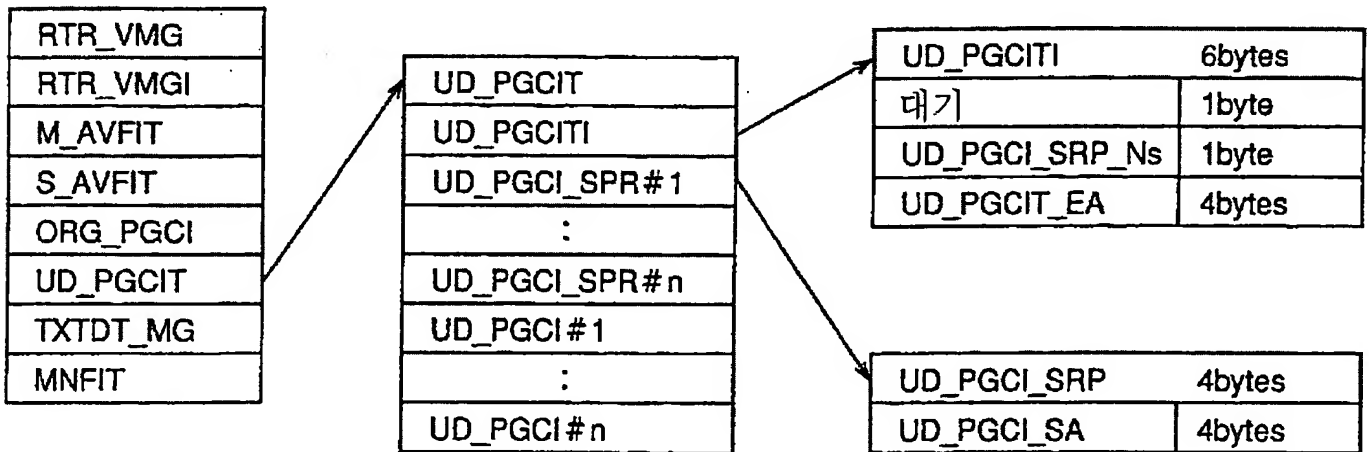 RTR_VMG
RTR_VMGI
M_AVFIT
S_AVFIT
ORG_PGCI
UD_PGCIT
TXTDT_MG
MNFIT
UD_PGCIT
UD_PGCITI
UD_PGCI_SPR#1
:
UD_PGCI_SPR#n
UD_PGCI#1
:
UD_PGCI#n
UD_PGCITI 6bytes
대기 1byte
UD_PGCI_SRP_Ns 1byte
UD_PGCIT_EA 4bytes
UD_PGCI_SRP 4bytes
UD_PGCI_SA 4bytes